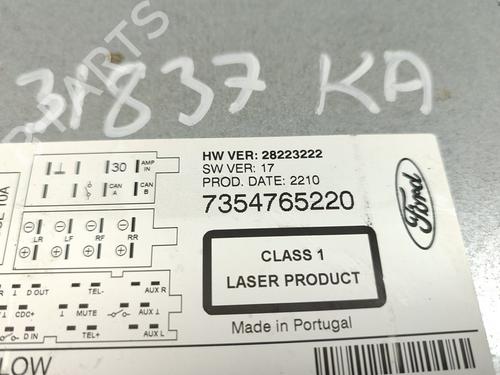 31837 KA
HW VER: 28223222
SW VER: 17
PROD. DATE: 2210
7354765220
Ford
CLASS 1
LASER PRODUCT
Made in Portugal
30
AMP IN
CAN A
CAN B
LR
LF
RF
RR
10A
D OUT
TEL-
AUX R
CDC+
MUTE
AUX
D IN
TEL+
AUX L
LOW